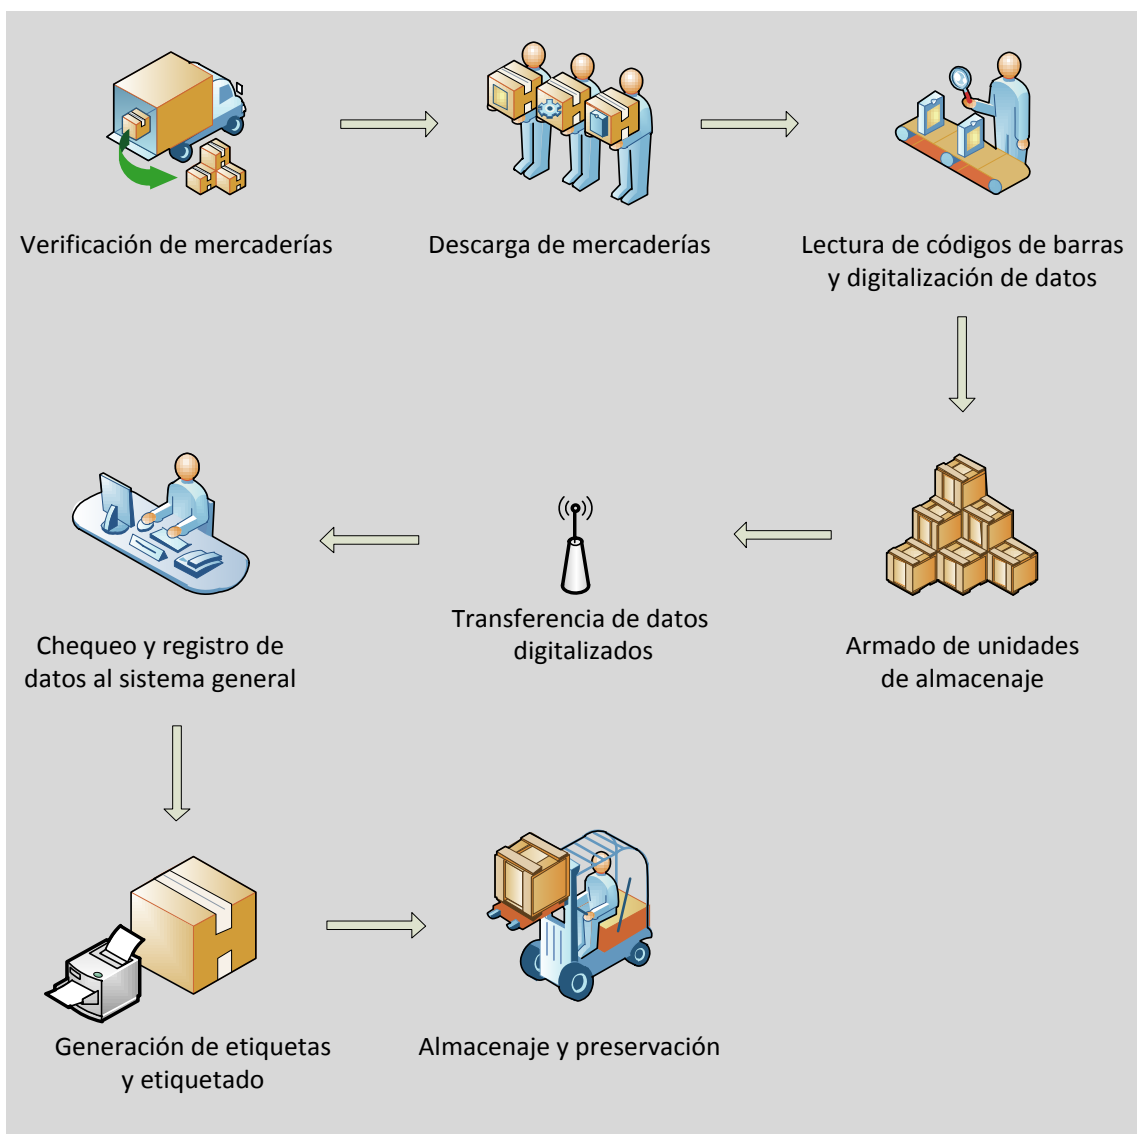 Verificación de mercaderías
Descarga de mercaderías
Lectura de códigos de barras
y digitalización de datos
Armado de unidades
de almacenaje
Transferencia de datos
digitalizados
Chequeo y registro de
datos al sistema general
Generación de etiquetas
y etiquetado
Almacenaje y preservación